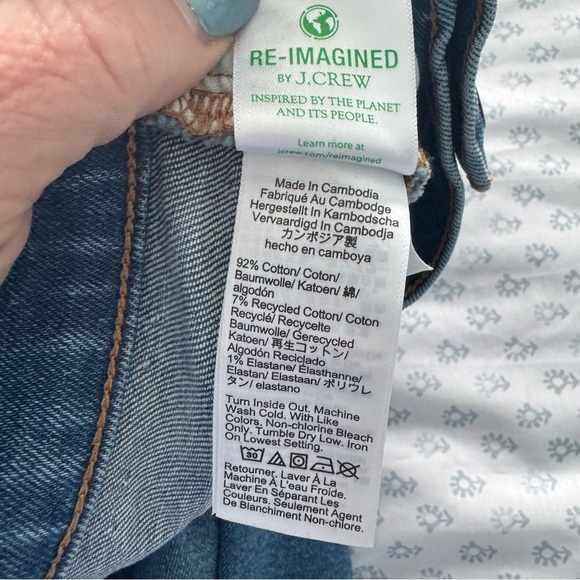 RE-IMAGINED
BY J.CREW
INSPIRED BY THE PLANET
AND ITS PEOPLE.
Learn more at
jcrew.com/reimagined
Made In Cambodia
Fabriqué Au Cambodge
Hergestellt In Kambodscha
Vervaardigd In Cambodja
カンボジア製
hecho en camboya
92% Cotton/ Coton/
Baumwolle/ Katoen/ 綿/
algodón
7% Recycled Cotton/ Coton
Recyclé/ Recycelte
Baumwolle/ Gerecycled
Katoen/ 再生コットン/
Algodón Reciclado
1% Elastane/ Élasthanne/
Elastan/ Elastaan/ ポリウレ
タン/ elastano
Turn Inside Out. Machine
Wash Cold. With Like
Colors. Non-chlorine Bleach
Only. Tumble Dry Low. Iron
On Lowest Setting.
30
Retourner. Laver À La
Machine À L'eau Froide.
Laver En Séparant Les
Couleurs. Seulement Agent
De Blanchiment Non-chlore.